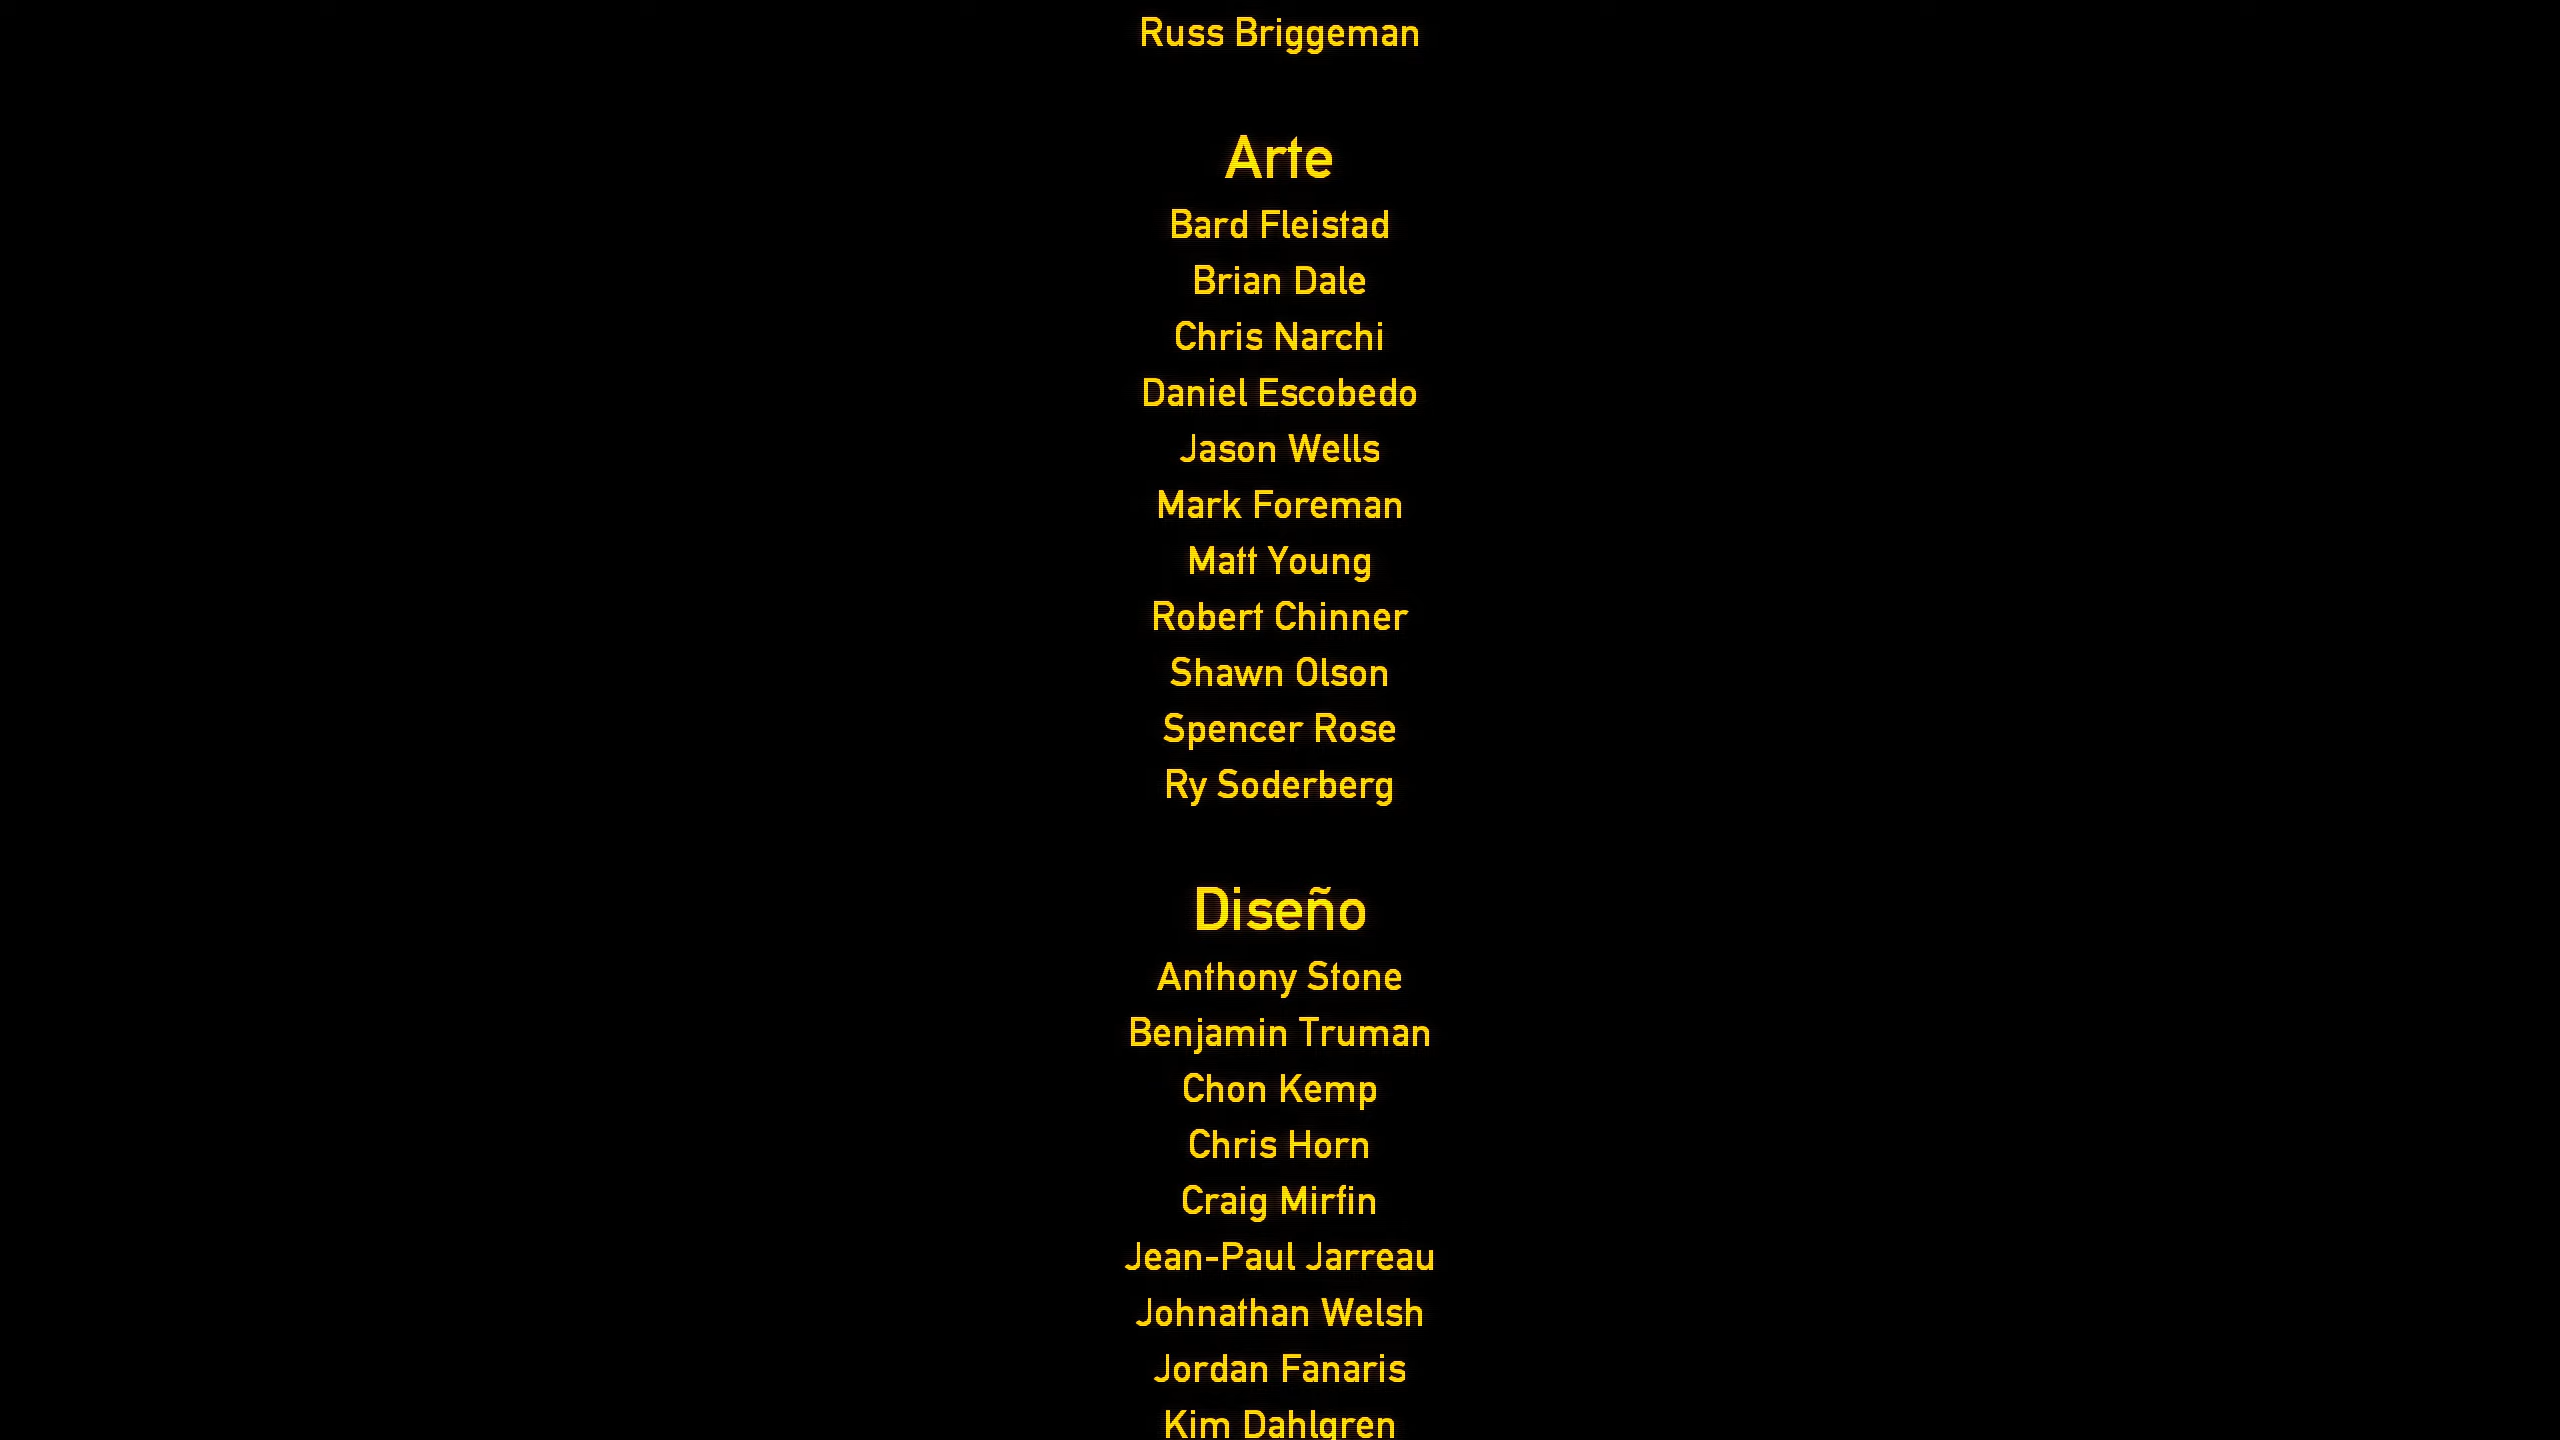 Russ Briggeman
Arte
Bard Fleistad
Brian Dale
Chris Narchi
Daniel Escobedo
Jason Wells
Mark Foreman
Matt Young
Robert Chinner
Shawn Olson
Spencer Rose
Ry Soderberg
Diseño
Anthony Stone
Benjamin Truman
Chon Kemp
Chris Horn
Craig Mirfin
Jean-Paul Jarreau
Johnathan Welsh
Jordan Fanaris
Kim Dahlgren